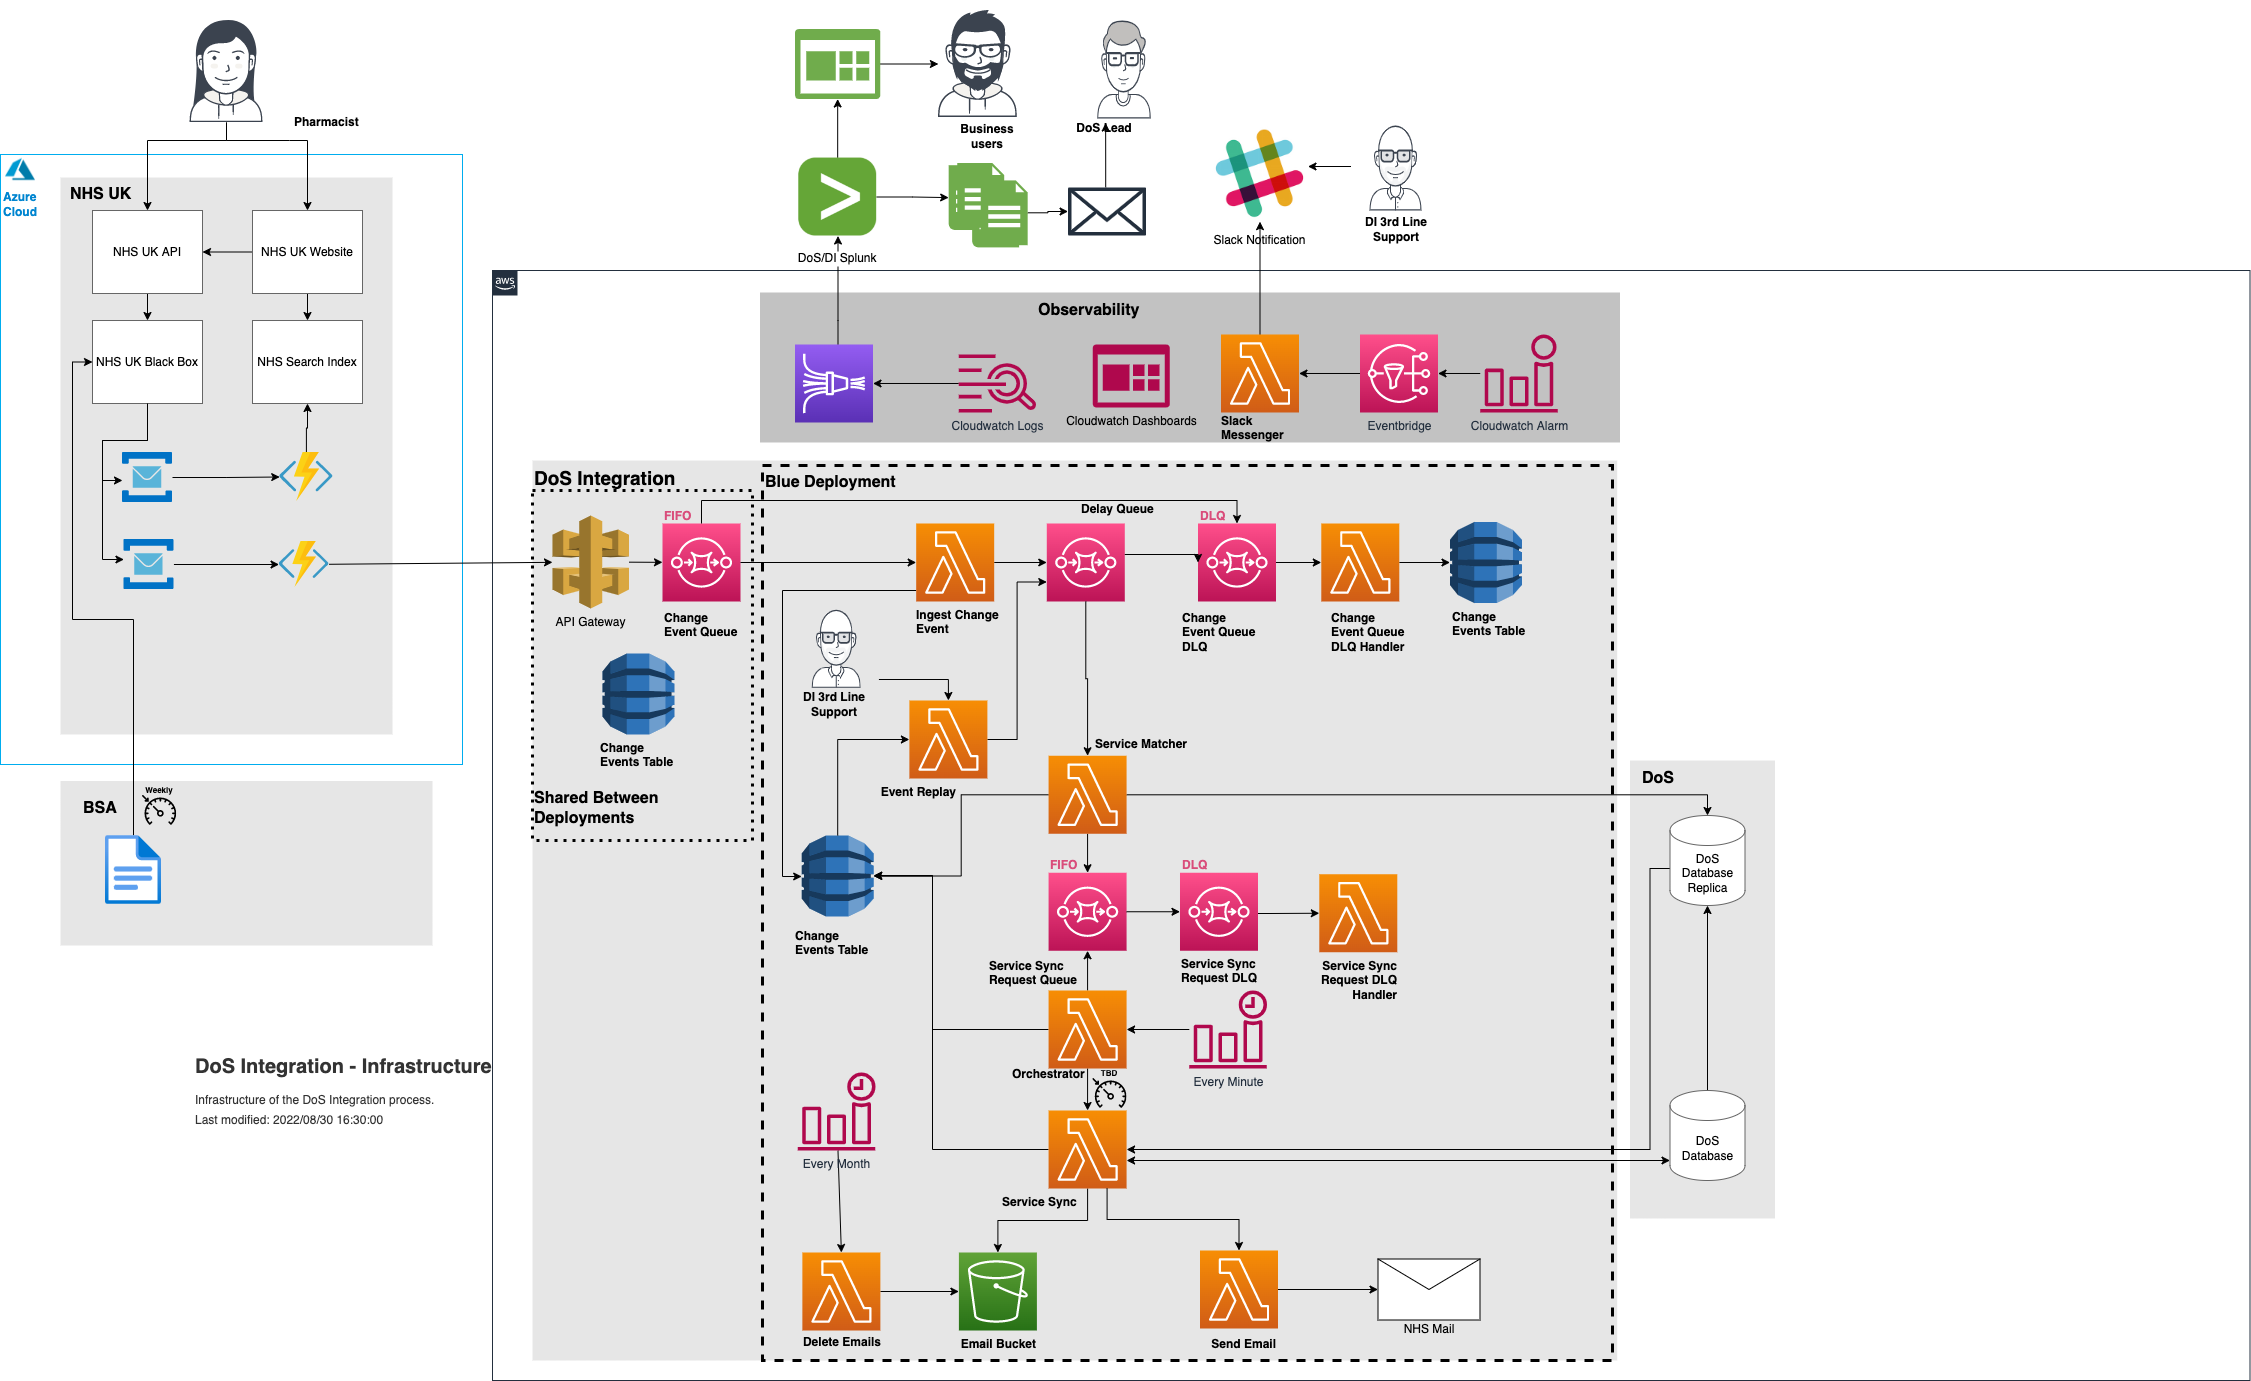 Pharmacist
Azure
Cloud
NHS UK
NHS UK API
NHS UK Website
NHS UK Black Box
NHS Search Index
BSA
Weekly
DoS Integration - Infrastructure
Infrastructure of the DoS Integration process.
Last modified: 2022/08/30 16:30:00
Business
users
DoS Lead
DoS/DI Splunk
Slack Notification
DI 3rd Line
Support
aws
Observability
Cloudwatch Logs
Cloudwatch Dashboards
Slack
Messenger
Eventbridge
Cloudwatch Alarm
DoS Integration
API Gateway
FIFO
Change
Event Queue
Change
Events Table
Shared Between
Deployments
Blue Deployment
Ingest Change
Event
Delay Queue
DLQ
Change
Event Queue
DLQ
Change
Event Queue
DLQ Handler
Change
Events Table
DI 3rd Line
Support
Event Replay
Service Matcher
Change
Events Table
FIFO
Service Sync
Request Queue
DLQ
Service Sync
Request DLQ
Service Sync
Request DLQ
Handler
Orchestrator
TBD
Every Minute
Every Month
Service Sync
Delete Emails
Email Bucket
Send Email
NHS Mail
DoS
DoS
Database
Replica
DoS
Database